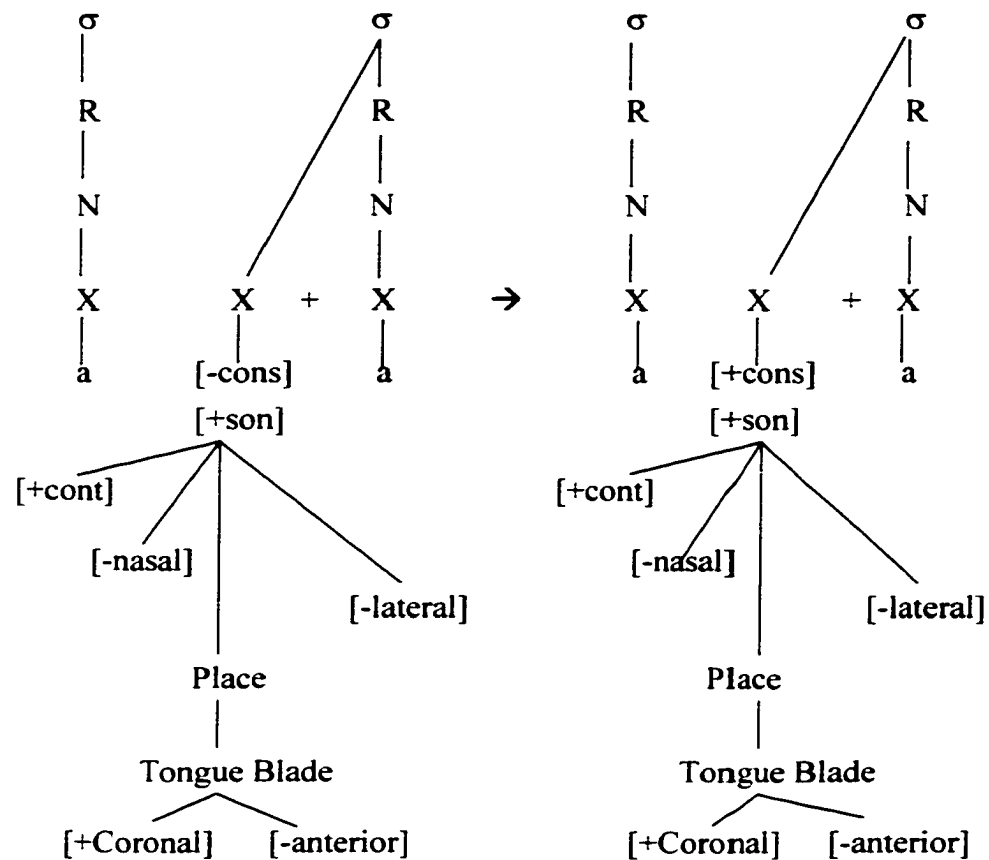 σ σ σ σ
R R R R
N N N N
X X + X → X X + X
a [-cons] a a [+cons] a
[+son] [+son]
[+cont] [+cont]
[-nasal] [-nasal]
[-lateral] [-lateral]
Place Place
Tongue Blade Tongue Blade
[+Coronal] [-anterior] [+Coronal] [-anterior]